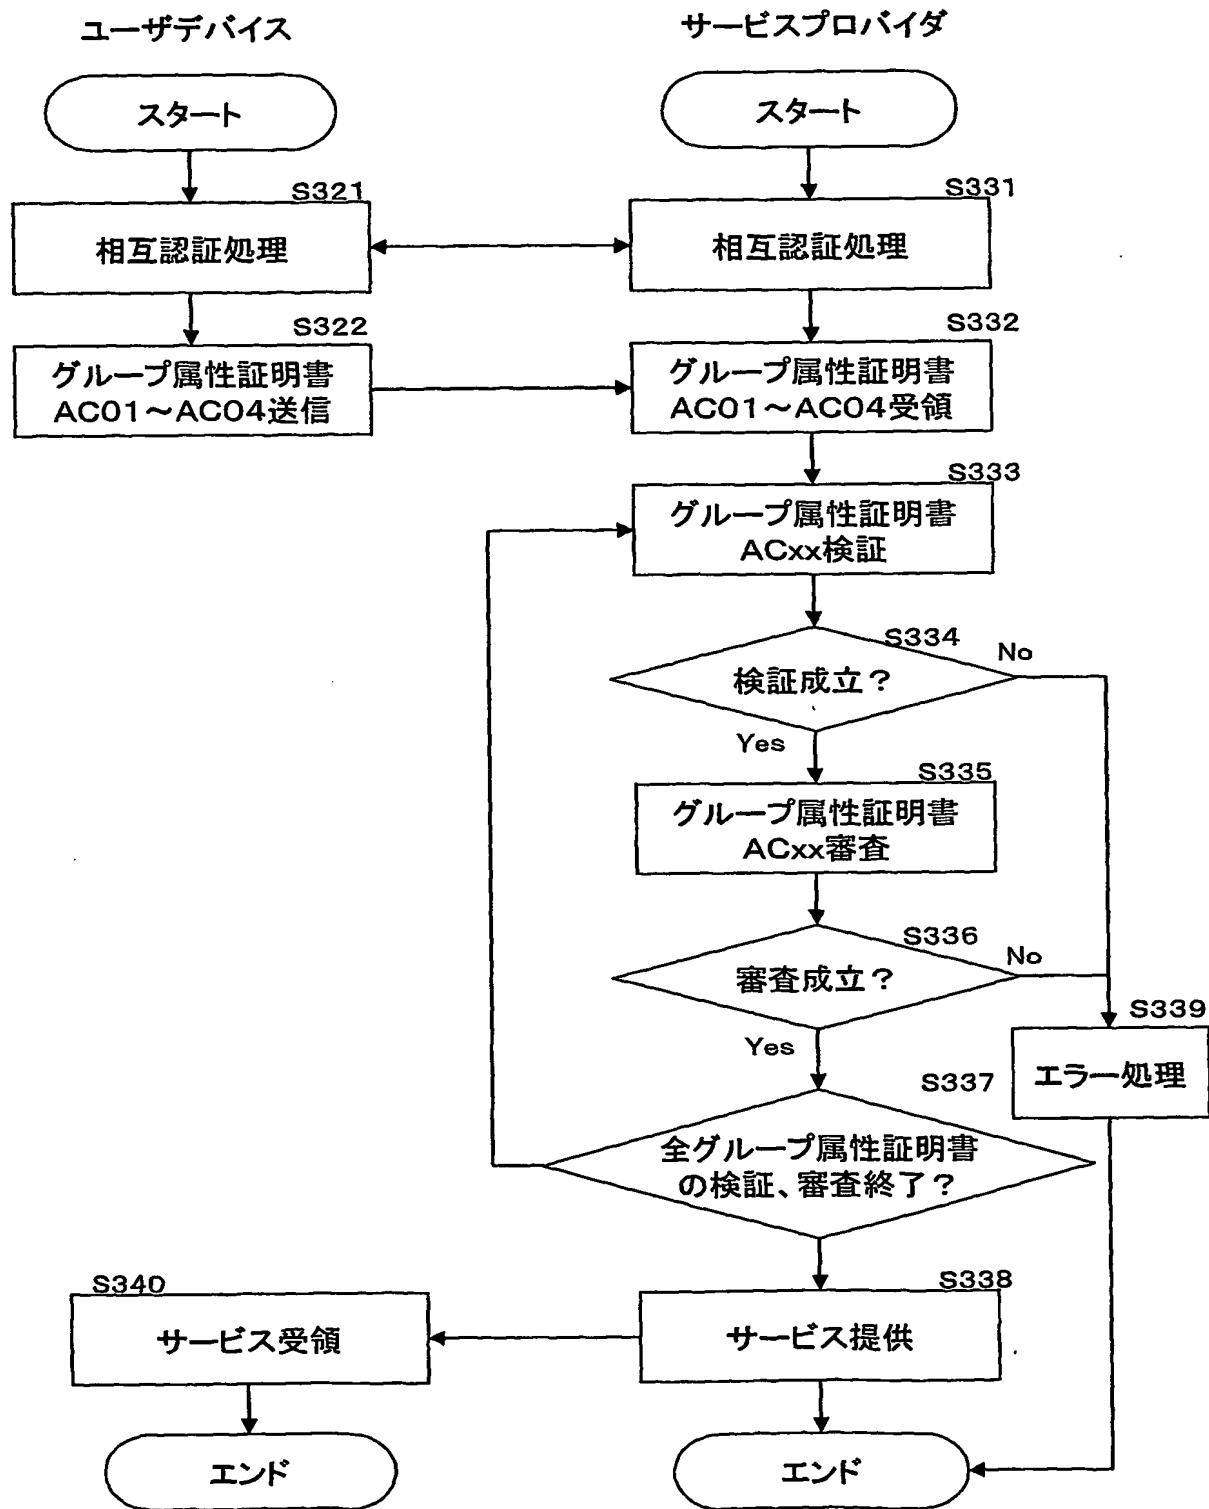 ユーザデバイス
サービスプロバイダ
スタート
スタート
S321
相互認証処理
S331
相互認証処理
S322
グループ属性証明書
AC01～AC04送信
S332
グループ属性証明書
AC01～AC04受領
S333
グループ属性証明書
ACxx検証
S334
検証成立?
No
Yes
S335
グループ属性証明書
ACxx審査
S336
審査成立?
No
Yes
S339
エラー処理
S337
全グループ属性証明書
の検証、審査終了?
S340
サービス受領
S338
サービス提供
エンド
エンド